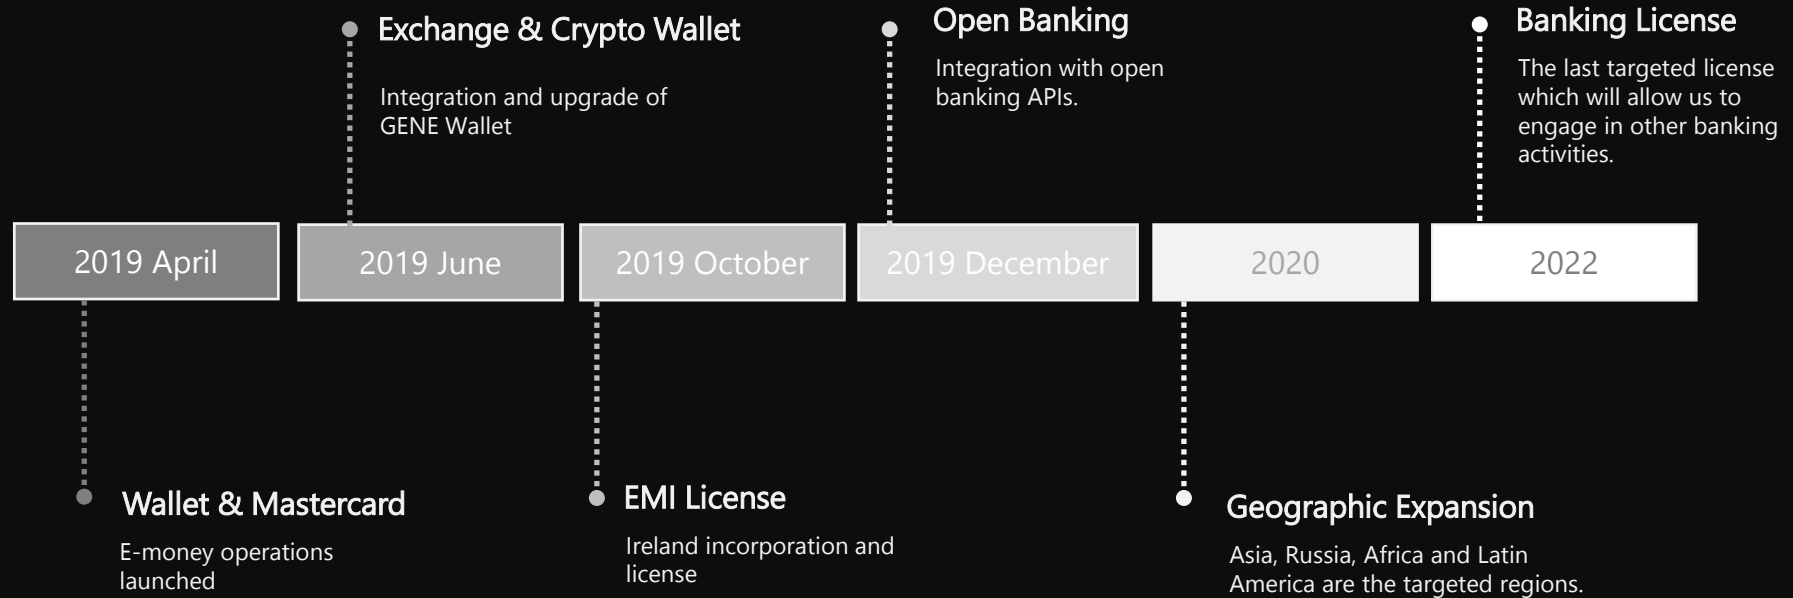 Exchange & Crypto Wallet
Integration and upgrade of
GENE Wallet
Open Banking
Integration with open
banking APIs.
Banking License
The last targeted license
which will allow us to
engage in other banking
activities.
2019 April
2019 June
2019 October
2019 December
2020
2022
Wallet & Mastercard
E-money operations
launched
EMI License
Ireland incorporation and
license
Geographic Expansion
Asia, Russia, Africa and Latin
America are the targeted regions.